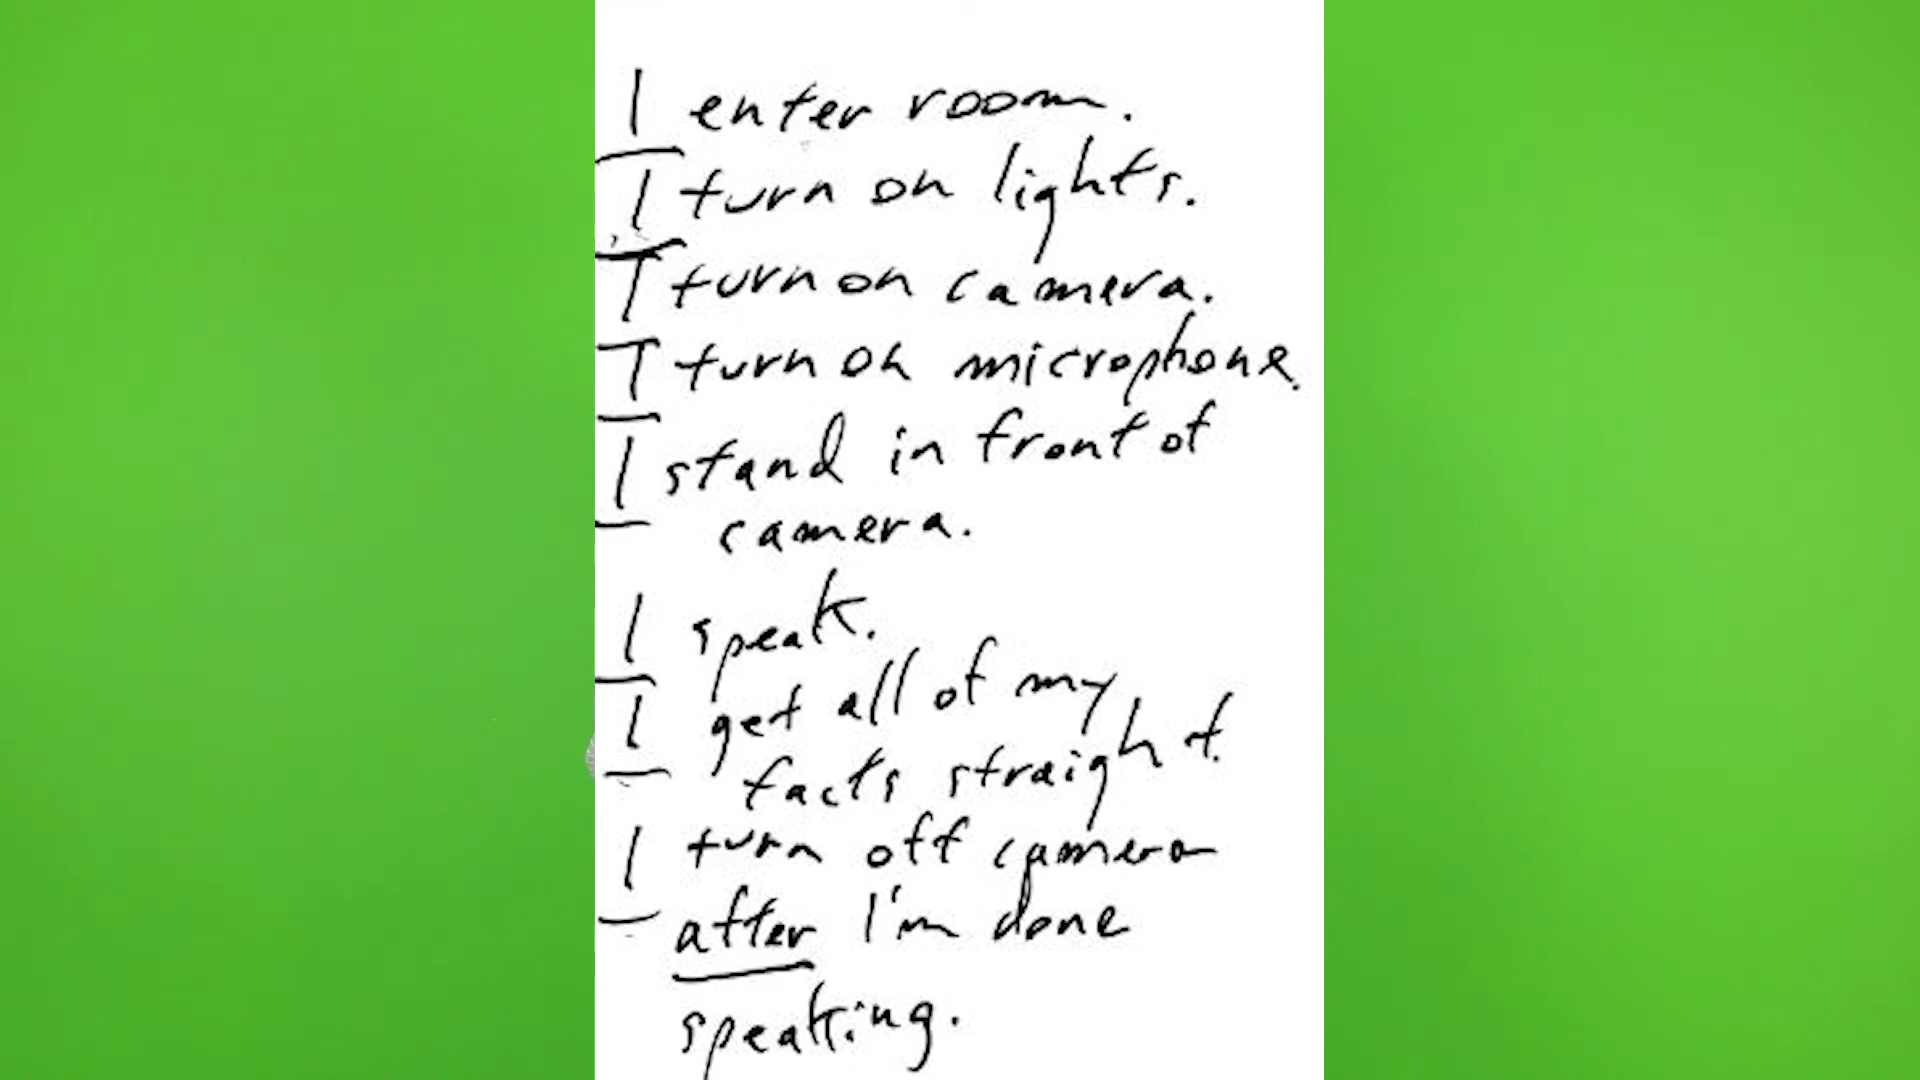 I enter room.
I turn on lights.
I turn on camera.
I turn on microphone.
I stand in front of
camera.
I speak.
I get all of my
facts straight.
I turn off camera
after I'm done
speaking.